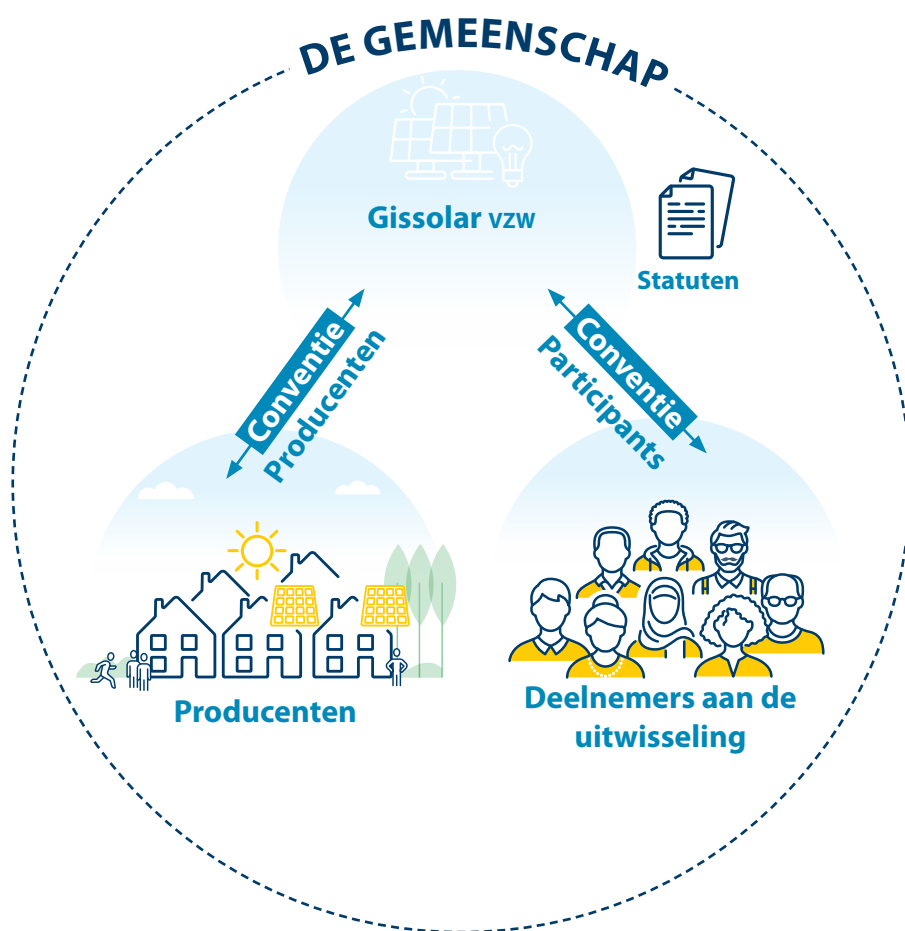 DE GEMEENSCHAP
Gissolar VZW
Statuten
Conventie
Producenten
Conventie
Participants
Producenten
Deelnemers aan de
uitwisseling